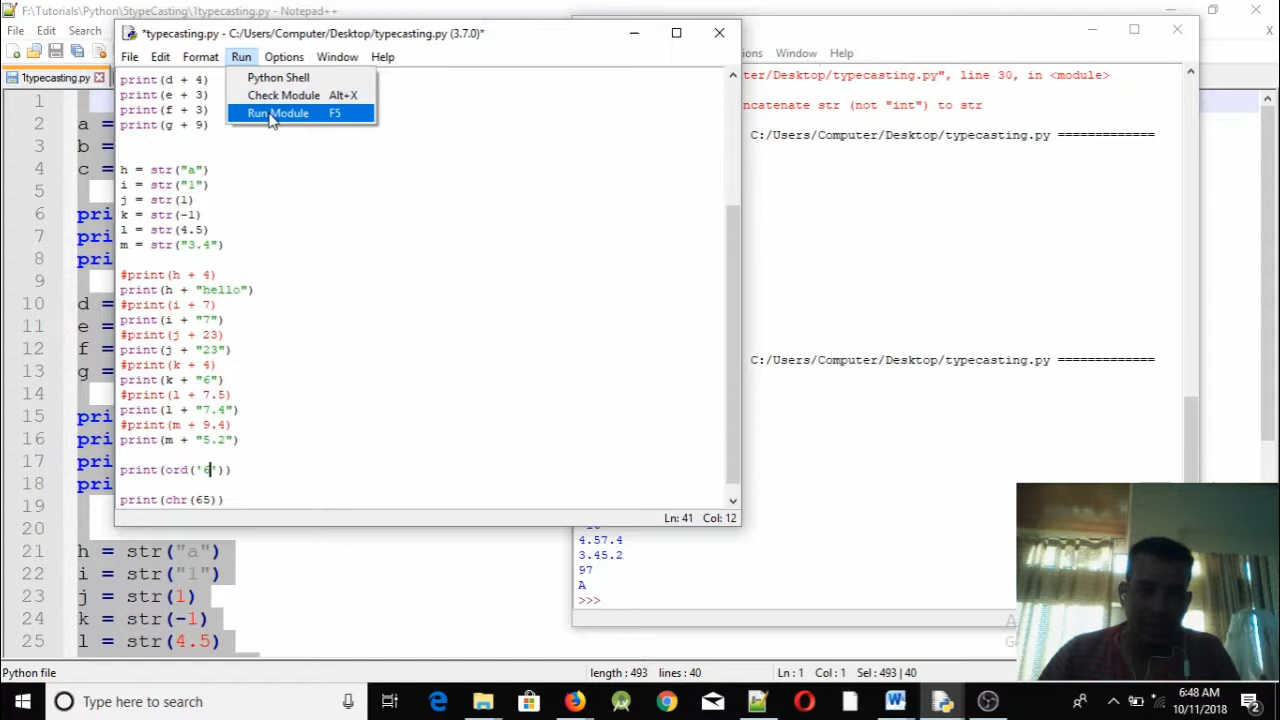 F:\Tutorials\Python\5typeCasting\1typecasting.py - Notepad++
File Edit Search
1typecasting.py
*typecasting.py - C:/Users/Computer/Desktop/typecasting.py (3.7.0)*
File Edit Format Run Options Window Help
Python Shell
Check Module Alt+X
Run Module F5
print(d + 4)
print(e + 3)
print(f + 3)
print(g + 9)
h = str("a")
i = str("1")
j = str(1)
k = str(-1)
l = str(4.5)
m = str("3.4")
#print(h + 4)
print(h + "hello")
#print(i + 7)
print(i + "7")
#print(j + 23)
print(j + "23")
#print(k + 4)
print(k + "6")
#print(l + 7.5)
print(l + "7.4")
#print(m + 9.4)
print(m + "5.2")
print(ord('6'))
print(chr(65))
Ln: 41 Col: 12
Window Help
ter/Desktop/typecasting.py", line 30, in <module>
ncatenate str (not "int") to str
C:/Users/Computer/Desktop/typecasting.py =============
C:/Users/Computer/Desktop/typecasting.py =============
4.57.4
3.45.2
97
A
>>>
1
2 a =
3 b =
4 c =
5
6 pri
7 pri
8 pri
9
10 d =
11 e =
12 f =
13 g =
14
15 pri
16 pri
17 pri
18 pri
19
20
21 h = str("a")
22 i = str("1")
23 j = str(1)
24 k = str(-1)
25 l = str(4.5)
Python file length : 493 lines : 40 Ln : 1 Col : 1 Sel : 493 | 40
Type here to search
6:48 AM
10/11/2018
2